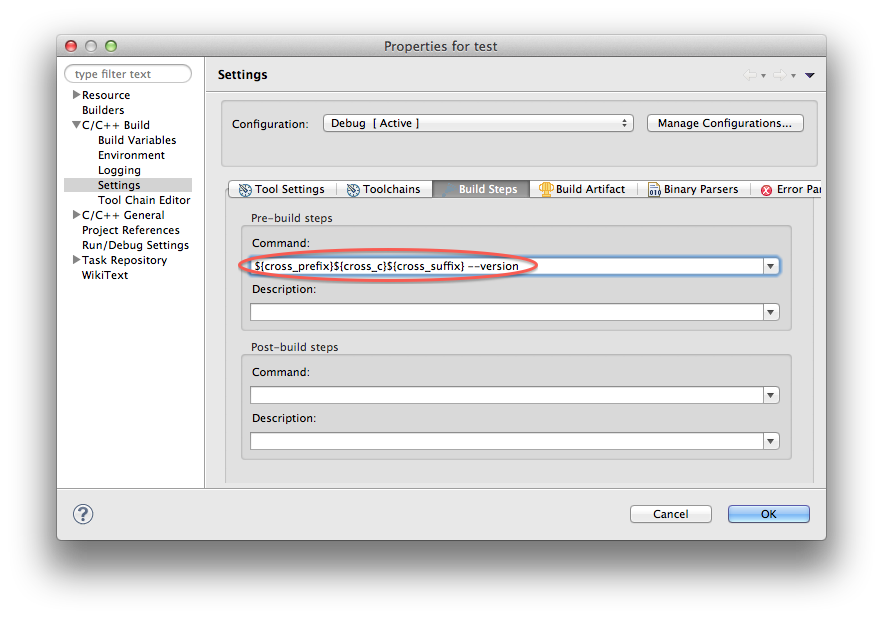 Properties for test
type filter text
Resource
Builders
C/C++ Build
Build Variables
Environment
Logging
Settings
Tool Chain Editor
C/C++ General
Project References
Run/Debug Settings
Task Repository
WikiText
Settings
Configuration:
Debug [ Active ]
Manage Configurations...
Tool Settings
Toolchains
Build Steps
Build Artifact
Binary Parsers
Error Par
Pre-build steps
Command:
${cross_prefix}${cross_c}${cross_suffix} --version
Description:
Post-build steps
Command:
Description:
?
Cancel
OK